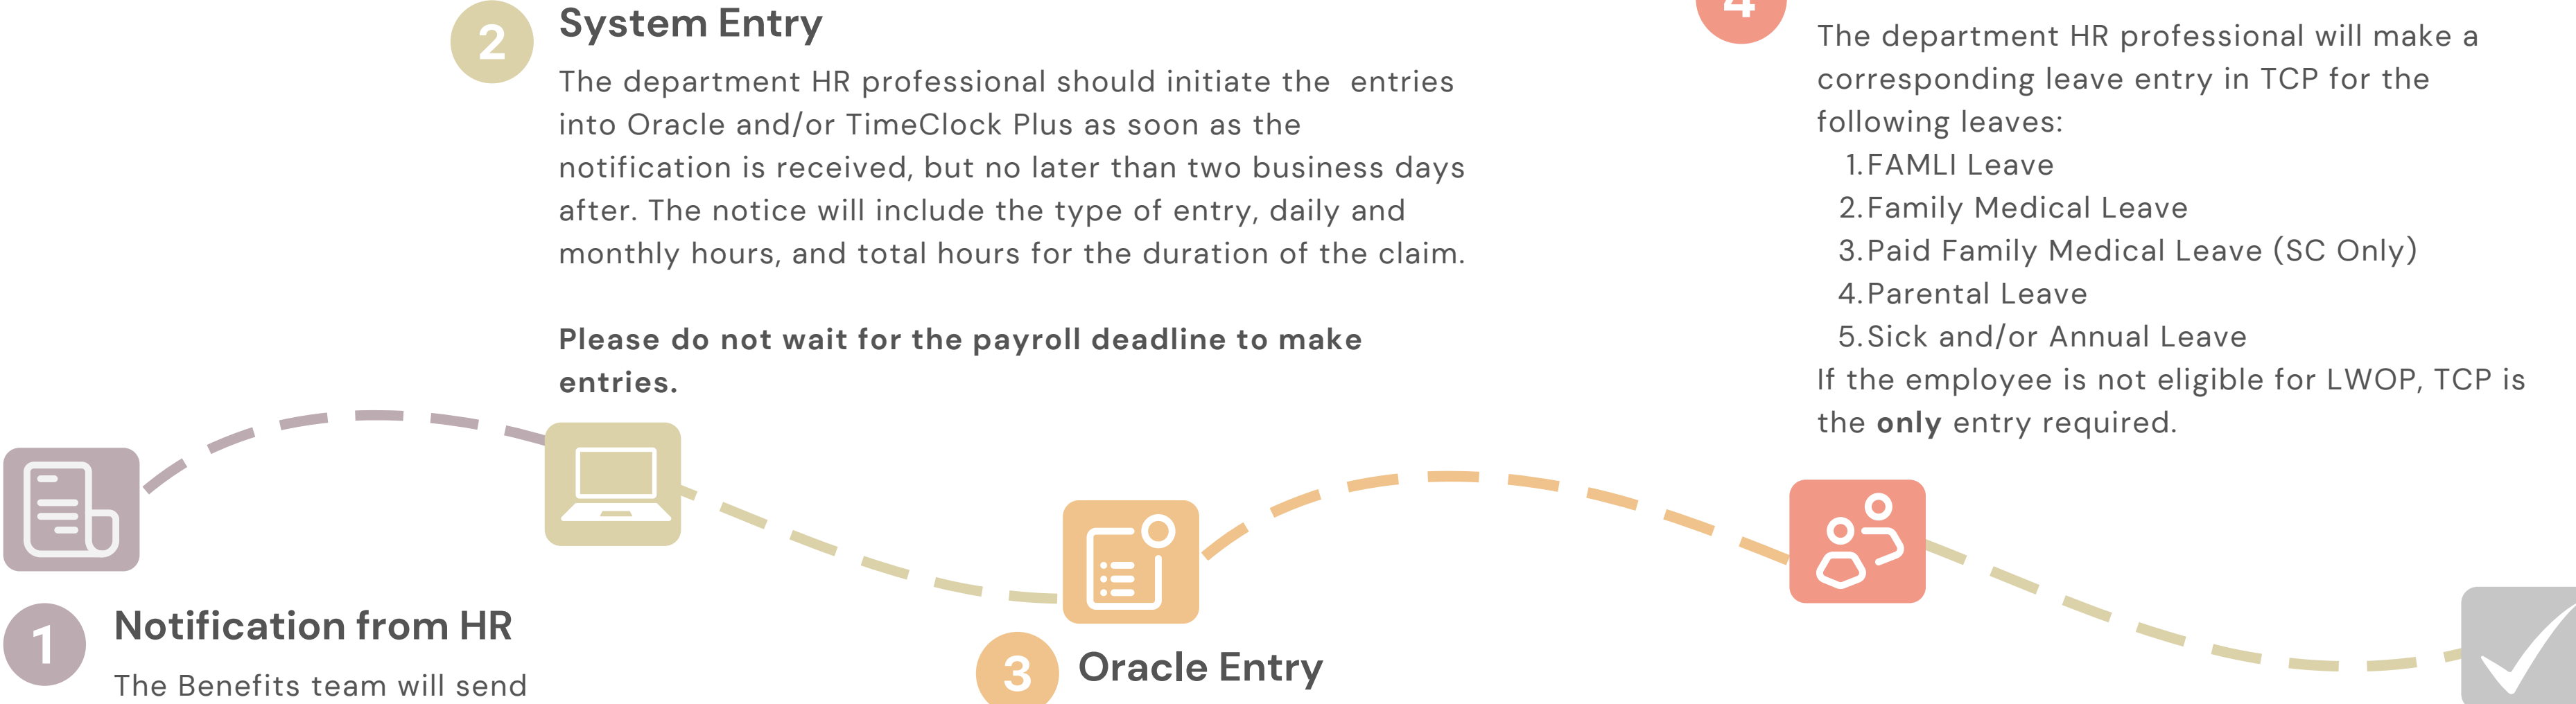 2
System Entry
The department HR professional should initiate the entries
into Oracle and/or TimeClock Plus as soon as the
notification is received, but no later than two business days
after. The notice will include the type of entry, daily and
monthly hours, and total hours for the duration of the claim.
Please do not wait for the payroll deadline to make
entries.
4
The department HR professional will make a
corresponding leave entry in TCP for the
following leaves:
1.FAMLI Leave
2.Family Medical Leave
3.Paid Family Medical Leave (SC Only)
4.Parental Leave
5.Sick and/or Annual Leave
If the employee is not eligible for LWOP, TCP is
the only entry required.
1
Notification from HR
The Benefits team will send
3
Oracle Entry